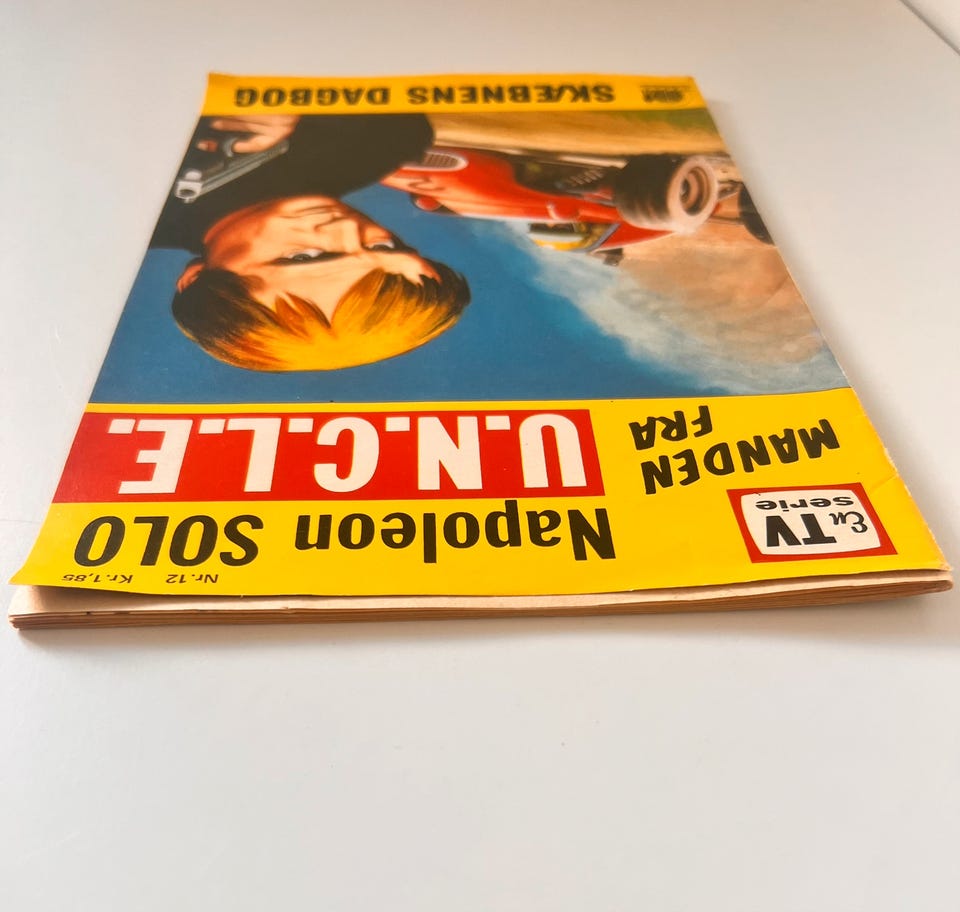 Nr. 12 Kr. 1,85
En
TV
serie
Napoleon SOLO
MANDEN
FRA
U.N.C.L.E.
SKÆBNENS DAGBOG